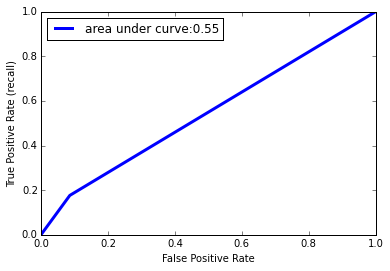 area under curve:0.55
True Positive Rate (recall)
1.0
0.8
0.6
0.4
0.2
0.0
0.0 0.2 0.4 0.6 0.8 1.0
False Positive Rate